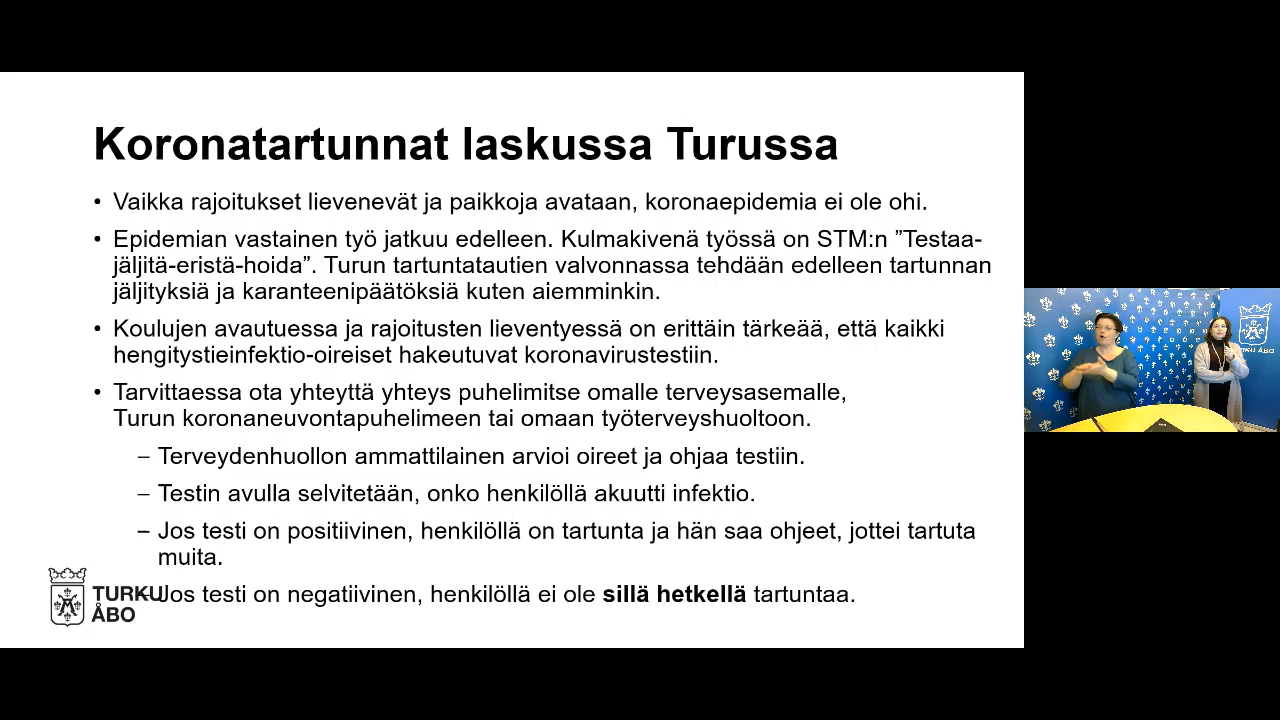 Koronatartunnat laskussa Turussa
• Vaikka rajoitukset lievenevät ja paikkoja avataan, koronaepidemia ei ole ohi.
• Epidemian vastainen työ jatkuu edelleen. Kulmakivenä työssä on STM:n ”Testaa-
jäljitä-eristä-hoida”. Turun tartuntatautien valvonnassa tehdään edelleen tartunnan
jäljityksiä ja karanteenipäätöksiä kuten aiemminkin.
• Koulujen avautuessa ja rajoitusten lieventyessä on erittäin tärkeää, että kaikki
hengitystieinfektio-oireiset hakeutuvat koronavirustestiin.
• Tarvittaessa ota yhteyttä yhteys puhelimitse omalle terveysasemalle,
Turun koronaneuvontapuhelimeen tai omaan työterveyshuoltoon.
– Terveydenhuollon ammattilainen arvioi oireet ja ohjaa testiin.
– Testin avulla selvitetään, onko henkilöllä akuutti infektio.
– Jos testi on positiivinen, henkilöllä on tartunta ja hän saa ohjeet, jottei tartuta
muita.
– Jos testi on negatiivinen, henkilöllä ei ole sillä hetkellä tartuntaa.
TURKU
ÅBO
TURKU ÅBO